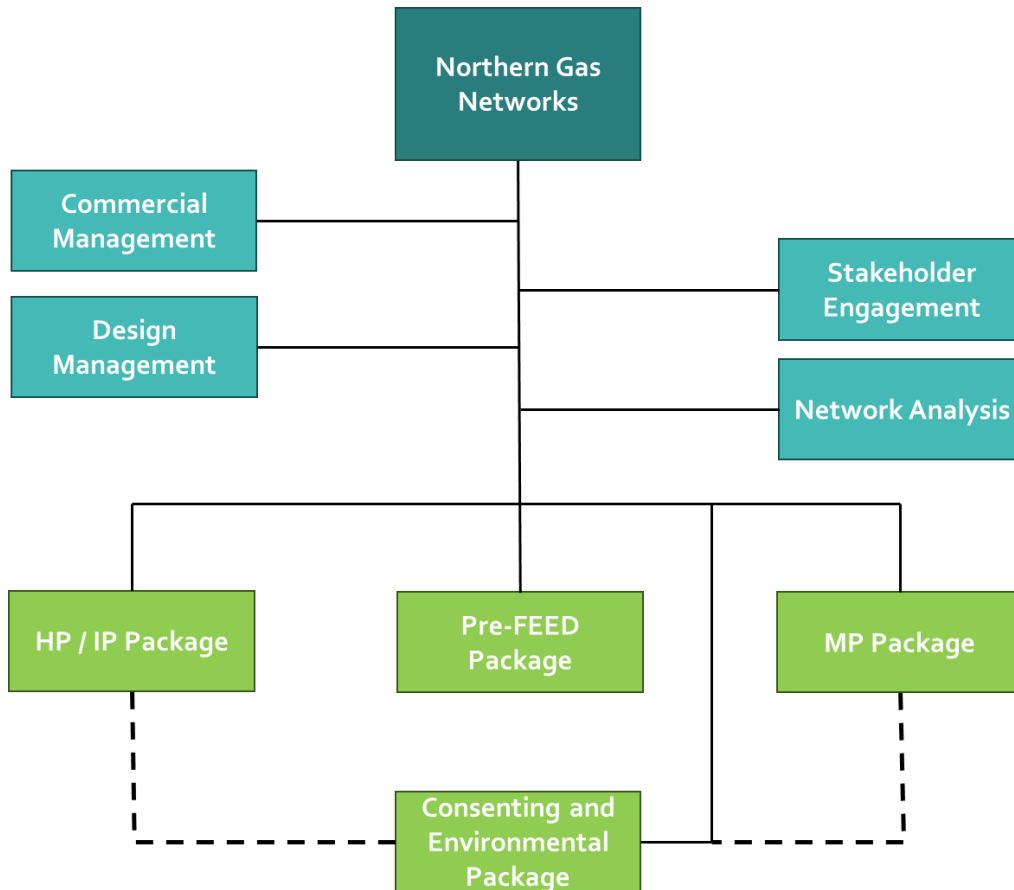 Northern Gas
Networks
Commercial
Management
Stakeholder
Engagement
Design
Management
Network Analysis
HP / IP Package
Pre-FEED
Package
MP Package
Consenting and
Environmental
Package